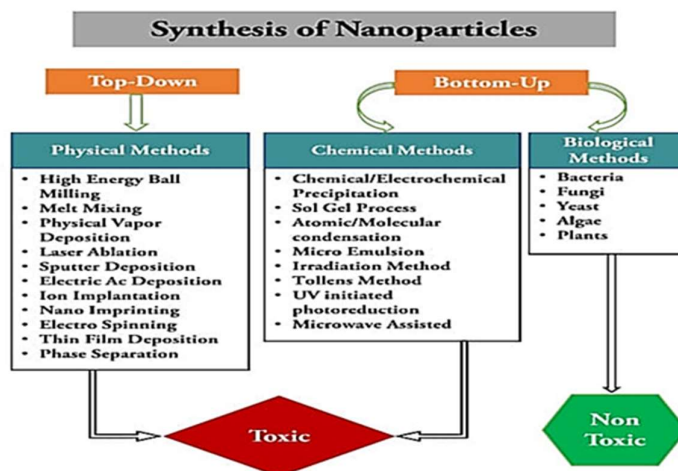 Synthesis of Nanoparticles
Top-Down
Bottom-Up
Physical Methods
• High Energy Ball
Milling
• Melt Mixing
• Physical Vapor
Deposition
• Laser Ablation
• Sputter Deposition
• Electric Ac Deposition
• Ion Implantation
• Nano Imprinting
• Electro Spinning
• Thin Film Deposition
• Phase Separation
Chemical Methods
• Chemical/Electrochemical
Precipitation
• Sol Gel Process
• Atomic/Molecular
condensation
• Micro Emulsion
• Irradiation Method
• Tollens Method
• UV initiated
photoreduction
• Microwave Assisted
Biological
Methods
• Bacteria
• Fungi
• Yeast
• Algae
• Plants
Toxic
Non
Toxic